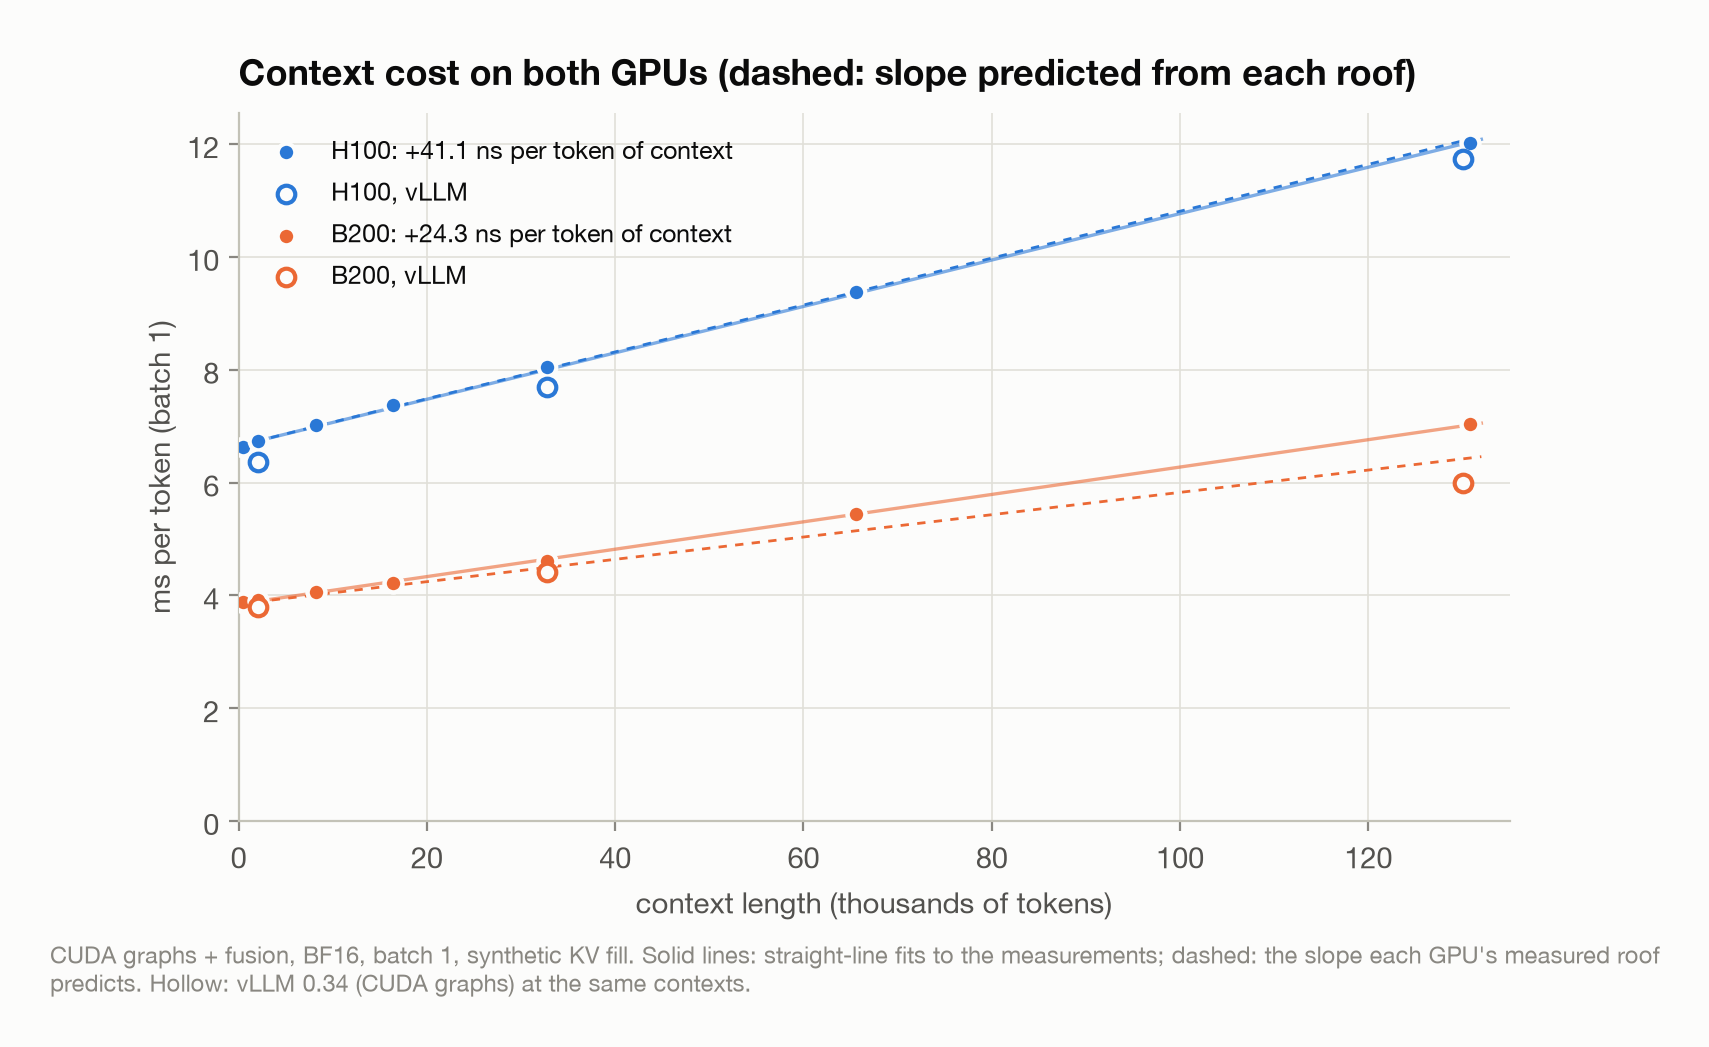 Context cost on both GPUs (dashed: slope predicted from each roof)
H100: +41.1 ns per token of context
H100, vLLM
B200: +24.3 ns per token of context
B200, vLLM
ms per token (batch 1)
12
10
8
6
4
2
0
0 20 40 60 80 100 120
context length (thousands of tokens)
CUDA graphs + fusion, BF16, batch 1, synthetic KV fill. Solid lines: straight-line fits to the measurements; dashed: the slope each GPU's measured roof
predicts. Hollow: vLLM 0.34 (CUDA graphs) at the same contexts.